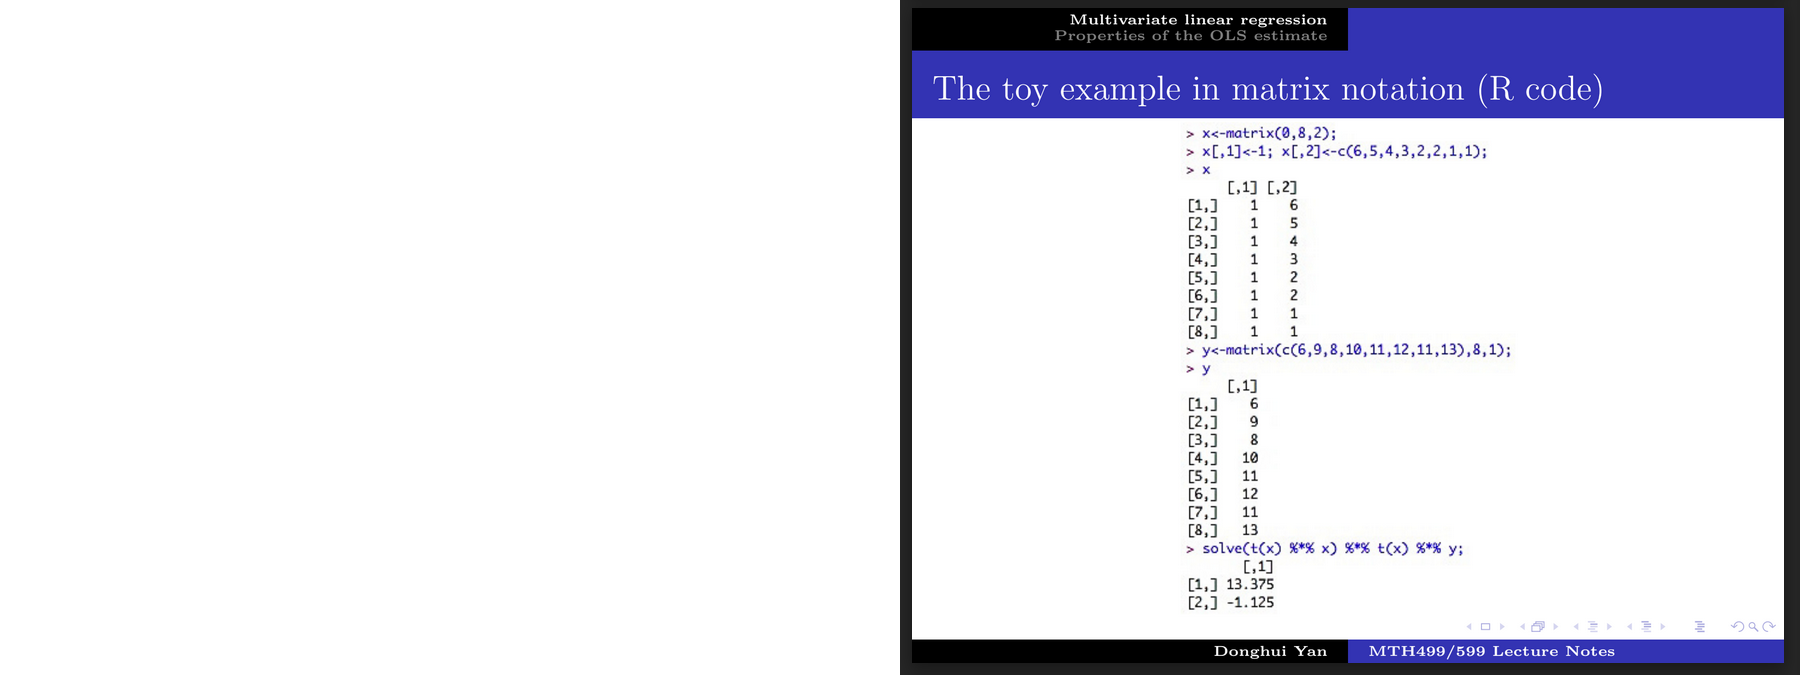 Multivariate linear regression
Properties of the OLS estimate
The toy example in matrix notation (R code)
> x<-matrix(0,8,2);
> x[,1]<-1; x[,2]<-c(6,5,4,3,2,2,1,1);
> x
[,1] [,2]
[1,] 1 6
[2,] 1 5
[3,] 1 4
[4,] 1 3
[5,] 1 2
[6,] 1 2
[7,] 1 1
[8,] 1 1
> y<-matrix(c(6,9,8,10,11,12,11,13),8,1);
> y
[,1]
[1,] 6
[2,] 9
[3,] 8
[4,] 10
[5,] 11
[6,] 12
[7,] 11
[8,] 13
> solve(t(x) %*% x) %*% t(x) %*% y;
[,1]
[1,] 13.375
[2,] -1.125
Donghui Yan MTH499/599 Lecture Notes